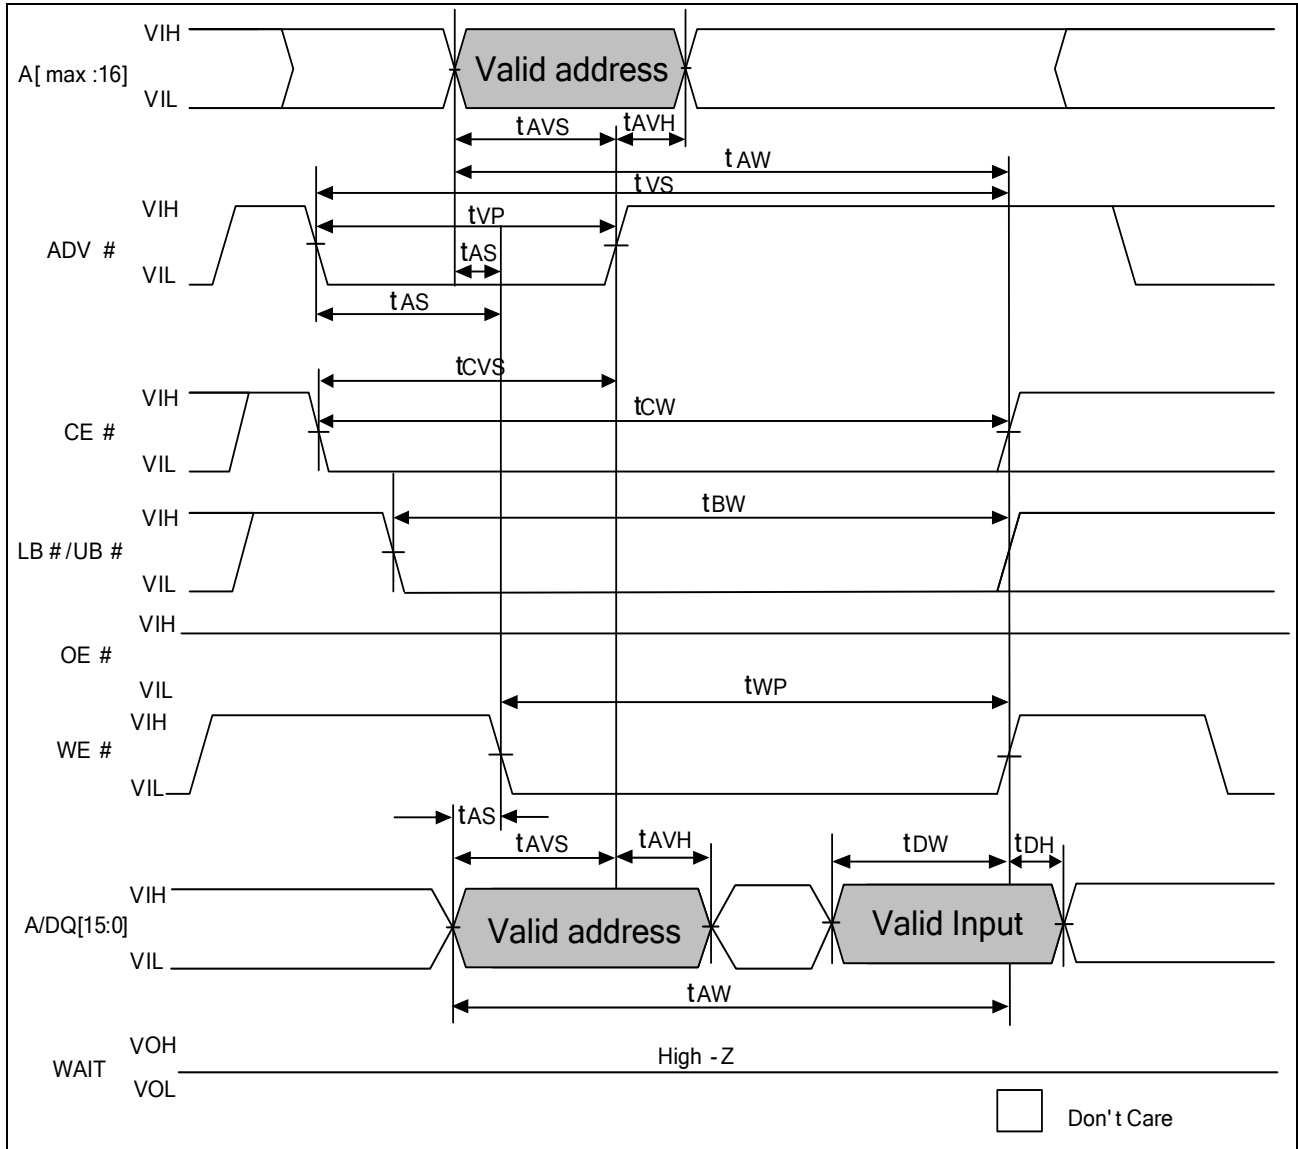 VIH
A[ max :16]
VIL
Valid address
tAVS
tAVH
tAW
tVS
VIH
ADV #
VIL
tVP
tAS
tAS
tCVS
VIH
CE #
VIL
tCW
tBW
VIH
LB #/UB #
VIL
VIH
OE #
VIL
tWP
VIH
WE #
VIL
tAS
tAVS
tAVH
tDW
tDH
VIH
A/DQ[15:0]
VIL
Valid address
Valid Input
tAW
VOH
WAIT
VOL
High -Z
Don't Care